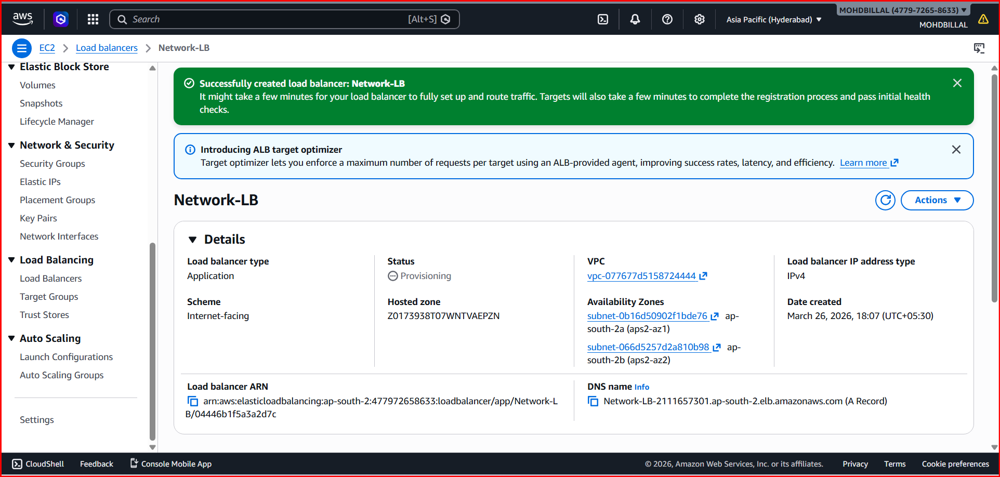 aws
Search
[Alt+S]
Asia Pacific (Hyderabad)
MOHDBILLAL (4779-7265-8633)
MOHDBILLAL
EC2
Load balancers
Network-LB
Elastic Block Store
Volumes
Snapshots
Lifecycle Manager
Network & Security
Security Groups
Elastic IPs
Placement Groups
Key Pairs
Network Interfaces
Load Balancing
Load Balancers
Target Groups
Trust Stores
Auto Scaling
Launch Configurations
Auto Scaling Groups
Settings
Successfully created load balancer: Network-LB
It might take a few minutes for your load balancer to fully set up and route traffic. Targets will also take a few minutes to complete the registration process and pass initial health
checks.
Introducing ALB target optimizer
Target optimizer lets you enforce a maximum number of requests per target using an ALB-provided agent, improving success rates, latency, and efficiency. Learn more
Network-LB
Actions
Details
Load balancer type
Application
Status
Provisioning
VPC
vpc-077677d5158724444
Load balancer IP address type
IPv4
Scheme
Internet-facing
Hosted zone
Z0173938T07WNTVAEPZN
Availability Zones
subnet-0b16d50902f1bde76 ap-
south-2a (aps2-az1)
subnet-066d5257d2a810b98 ap-
south-2b (aps2-az2)
Date created
March 26, 2026, 18:07 (UTC+05:30)
Load balancer ARN
arn:aws:elasticloadbalancing:ap-south-2:477972658633:loadbalancer/app/Network-L
B/04446b1f5a3a2d7c
DNS name Info
Network-LB-2111657301.ap-south-2.elb.amazonaws.com (A Record)
CloudShell
Feedback
Console Mobile App
© 2026, Amazon Web Services, Inc. or its affiliates.
Privacy
Terms
Cookie preferences